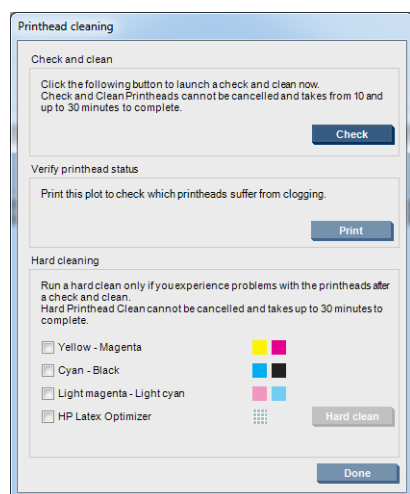 Printhead cleaning
Check and clean
Click the following button to launch a check and clean now.
Check and Clean Printheads cannot be cancelled and takes from 10 and
up to 30 minutes to complete.
Check
Verify printhead status
Print this plot to check which printheads suffer from clogging.
Print
Hard cleaning
Run a hard clean only if you experience problems with the printheads after
a check and clean.
Hard Printhead Clean cannot be cancelled and takes up to 30 minutes to
complete.
Yellow - Magenta
Cyan - Black
Light magenta - Light cyan
HP Latex Optimizer
Hard clean
Done